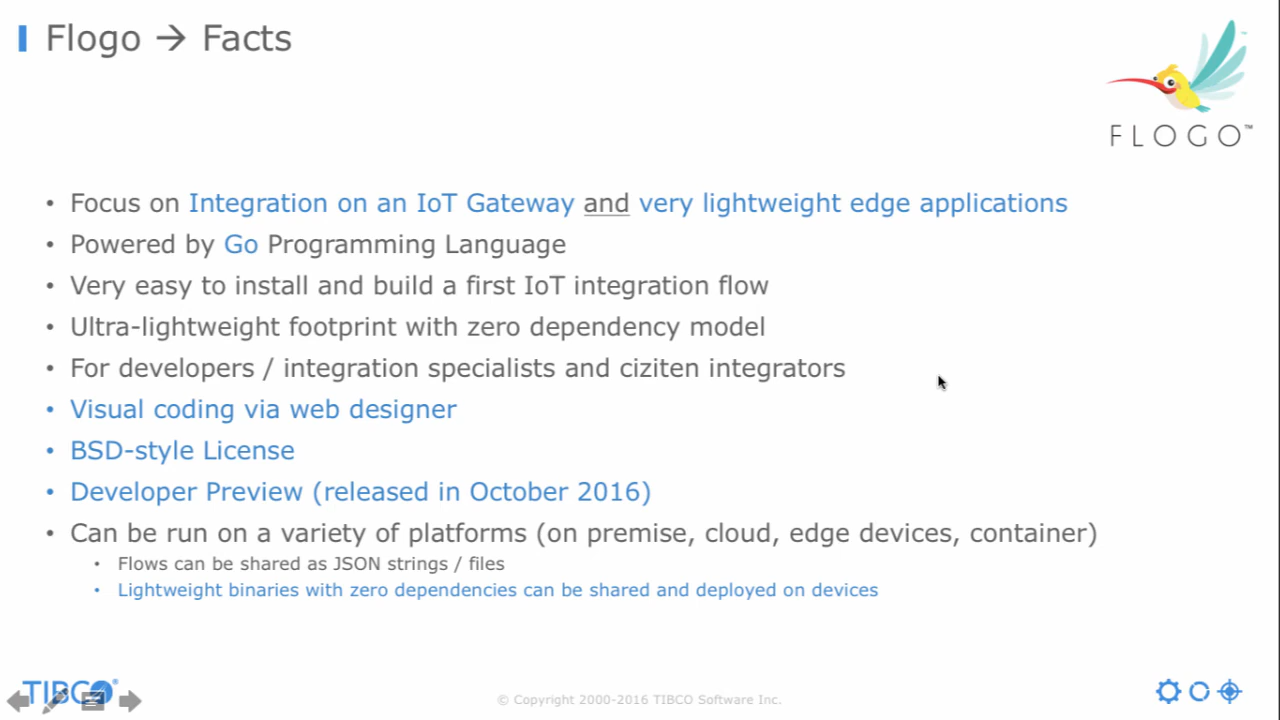 Flogo → Facts
FLOGO™
• Focus on Integration on an IoT Gateway and very lightweight edge applications
• Powered by Go Programming Language
• Very easy to install and build a first IoT integration flow
• Ultra-lightweight footprint with zero dependency model
• For developers / integration specialists and ciziten integrators
• Visual coding via web designer
• BSD-style License
• Developer Preview (released in October 2016)
• Can be run on a variety of platforms (on premise, cloud, edge devices, container)
• Flows can be shared as JSON strings / files
• Lightweight binaries with zero dependencies can be shared and deployed on devices
TIBCO®
© Copyright 2000-2016 TIBCO Software Inc.